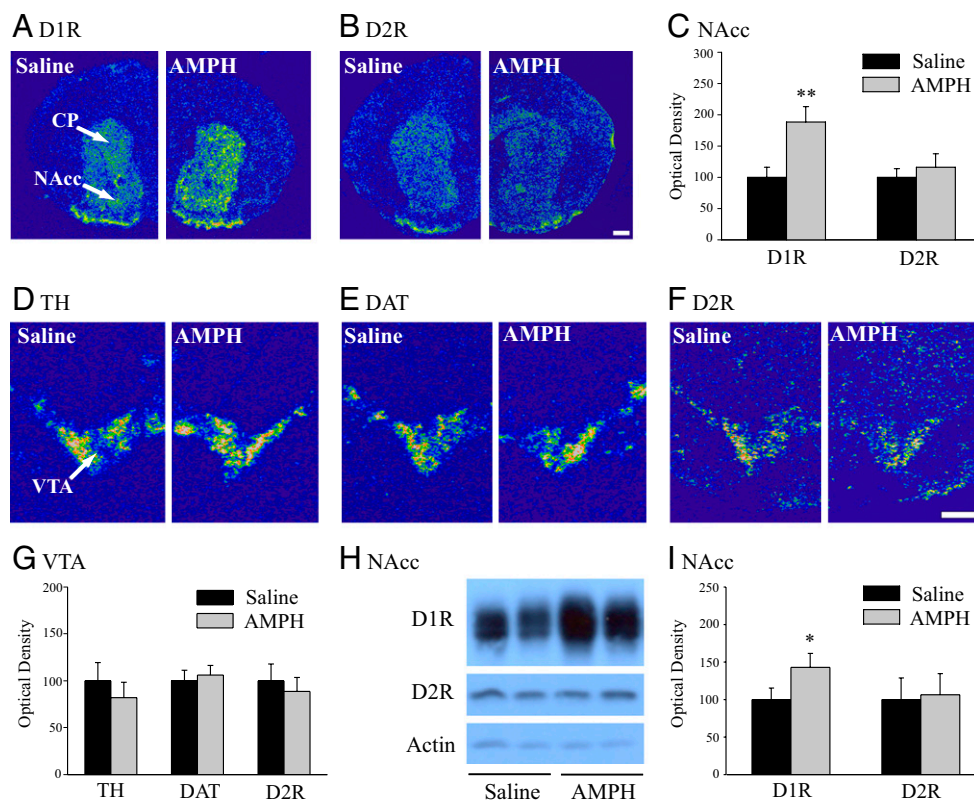 A D1R
Saline
AMPH
CP
NAcc
B D2R
Saline
AMPH
C NAcc
Optical Density
300
250
200
150
100
50
0
**
Saline
AMPH
D1R
D2R
D TH
Saline
AMPH
VTA
E DAT
Saline
AMPH
F D2R
Saline
AMPH
G VTA
Optical Density
200
150
100
50
0
Saline
AMPH
TH
DAT
D2R
H NAcc
D1R
D2R
Actin
Saline
AMPH
I NAcc
Optical Density
250
200
150
100
50
0
*
Saline
AMPH
D1R
D2R